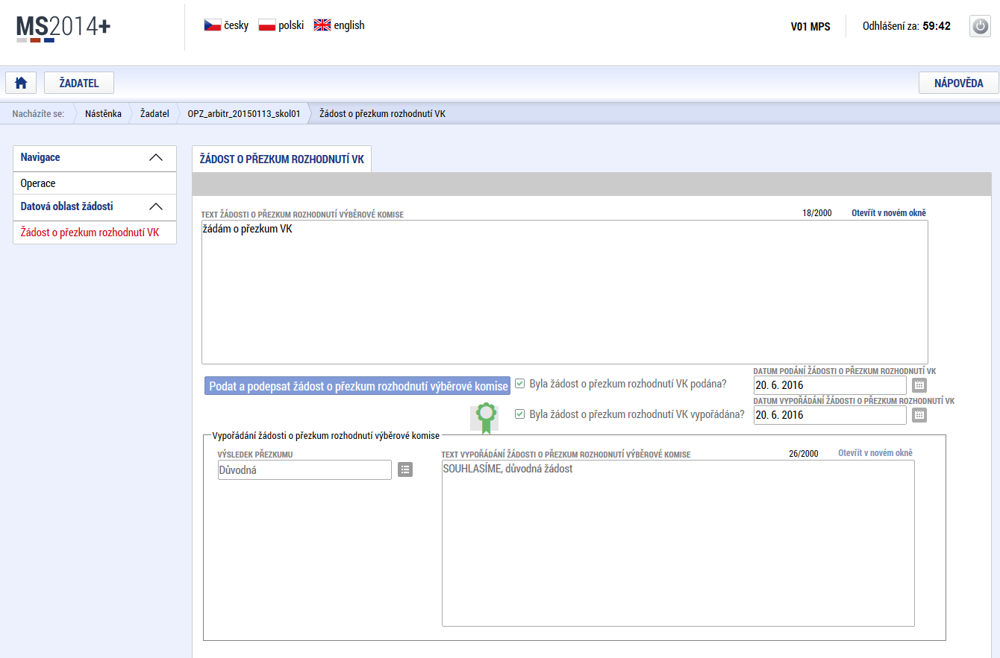 MS2014+
česky polski english
V01 MPS Odhlášení za: 59:42
ŽADATEL
NÁPOVĚDA
Nacházíte se: Nástěnka Žadatel OPZ_arbitr_20150113_skol01 Žádost o přezkum rozhodnutí VK
Navigace
Operace
Datová oblast žádosti
Žádost o přezkum rozhodnutí VK
ŽÁDOST O PŘEZKUM ROZHODNUTÍ VK
TEXT ŽÁDOSTI O PŘEZKUM ROZHODNUTÍ VÝBĚROVÉ KOMISE 18/2000 Otevřít v novém okně
žádám o přezkum VK
DATUM PODÁNÍ ŽÁDOSTI O PŘEZKUM ROZHODNUTÍ VK
Podat a podepsat žádost o přezkum rozhodnutí výběrové komise Byla žádost o přezkum rozhodnutí VK podána? 20. 6. 2016
DATUM VYPOŘÁDÁNÍ ŽÁDOSTI O PŘEZKUM ROZHODNUTÍ VK
Byla žádost o přezkum rozhodnutí VK vypořádána? 20. 6. 2016
Vypořádání žádosti o přezkum rozhodnutí výběrové komise
VÝSLEDEK PŘEZKUMU TEXT VYPOŘÁDÁNÍ ŽÁDOSTI O PŘEZKUM ROZHODNUTÍ VÝBĚROVÉ KOMISE 26/2000 Otevřít v novém okně
Důvodná SOUHLASÍME, důvodná žádost